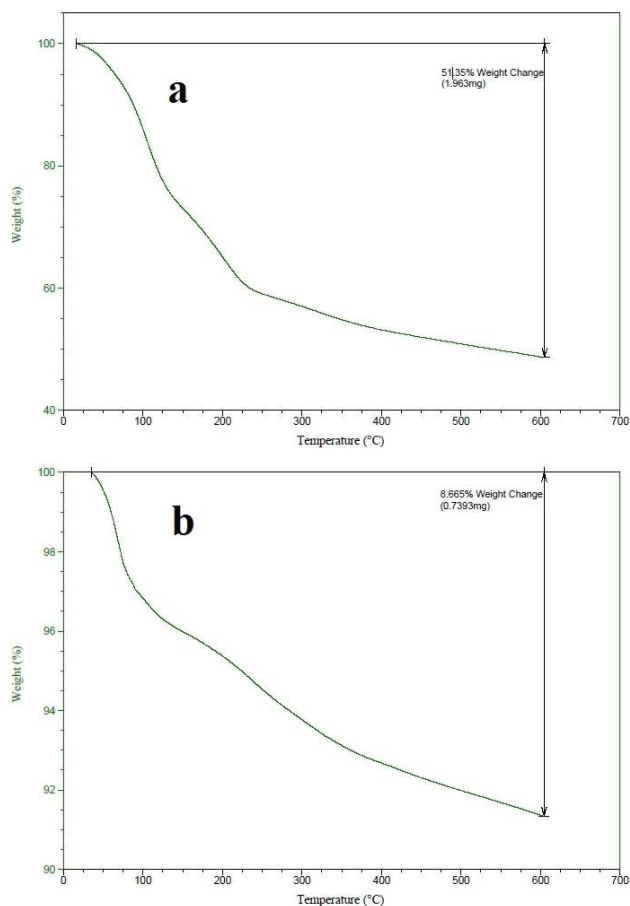 100
80
60
40
Weight (%)
a
51.35% Weight Change
(1.963mg)
0 100 200 300 400 500 600 700
Temperature (°C)
100
98
96
94
92
90
Weight (%)
b
8.665% Weight Change
(0.7393mg)
0 100 200 300 400 500 600 700
Temperature (°C)